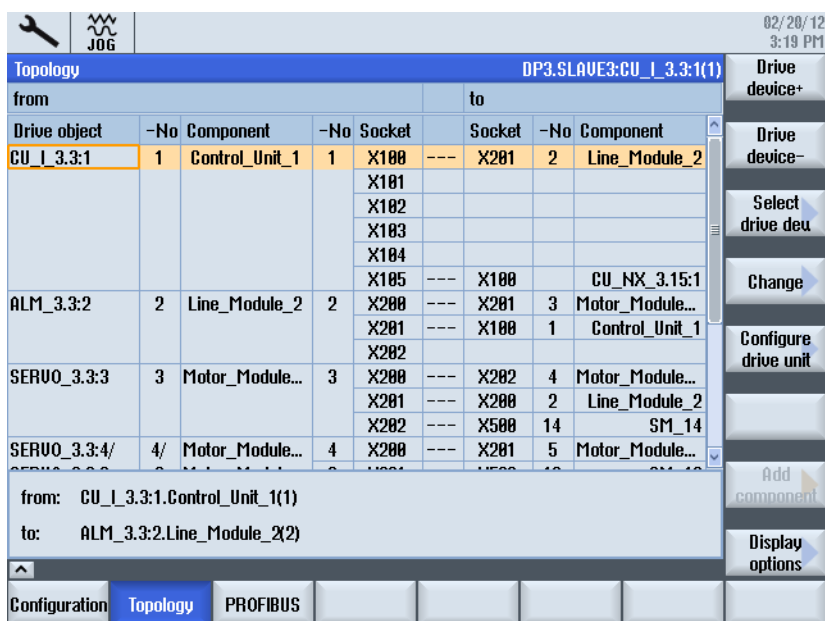 02/20/12
JOG 3:19 PM
Topology DP3.SLAVE3:CU_I_3.3:1(1)
from to
Drive object -No Component -No Socket Socket -No Component
CU_I_3.3:1 1 Control_Unit_1 1 X100 --- X201 2 Line_Module_2
X101
X102
X103
X104
X105 --- X100 CU_NX_3.15:1
ALM_3.3:2 2 Line_Module_2 2 X200 --- X201 3 Motor_Module...
X201 --- X100 1 Control_Unit_1
X202
SERVO_3.3:3 3 Motor_Module... 3 X200 --- X202 4 Motor_Module...
X201 --- X200 2 Line_Module_2
X202 --- X500 14 SM_14
SERVO_3.3:4/ 4/ Motor_Module... 4 X200 --- X201 5 Motor_Module...
from: CU_I_3.3:1.Control_Unit_1(1)
to: ALM_3.3:2.Line_Module_2(2)
Drive
device+
Drive
device-
Select
drive dev.
Change
Configure
drive unit
Add
component
Display
options
Configuration Topology PROFIBUS